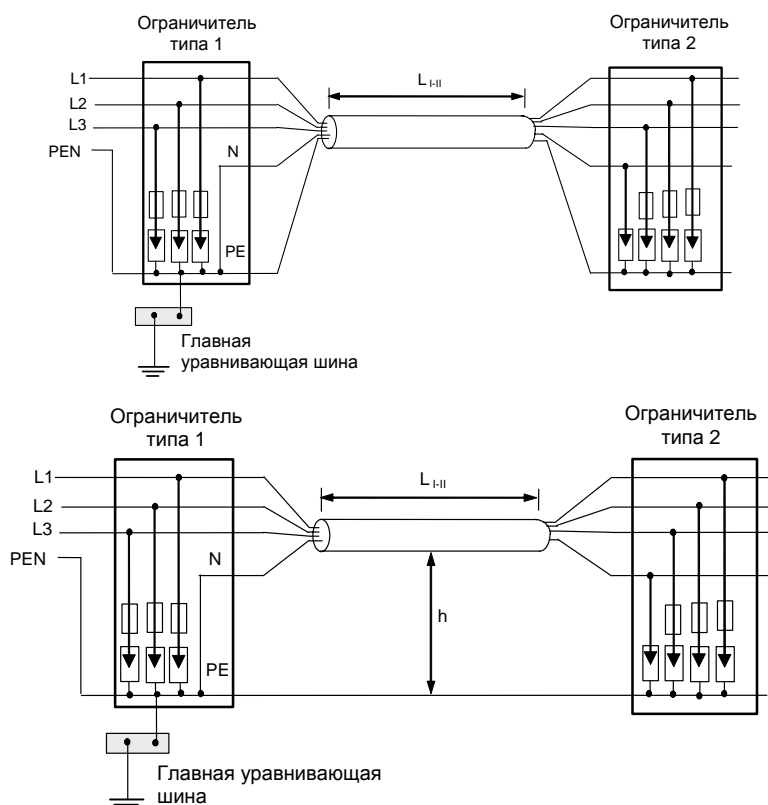 Ограничитель
типа 1
Ограничитель
типа 2
L1
L2
L3
PEN
N
PE
L I-II
Главная
уравнивающая шина
Ограничитель
типа 1
Ограничитель
типа 2
L1
L2
L3
PEN
N
PE
L I-II
h
Главная уравнивающая
шина